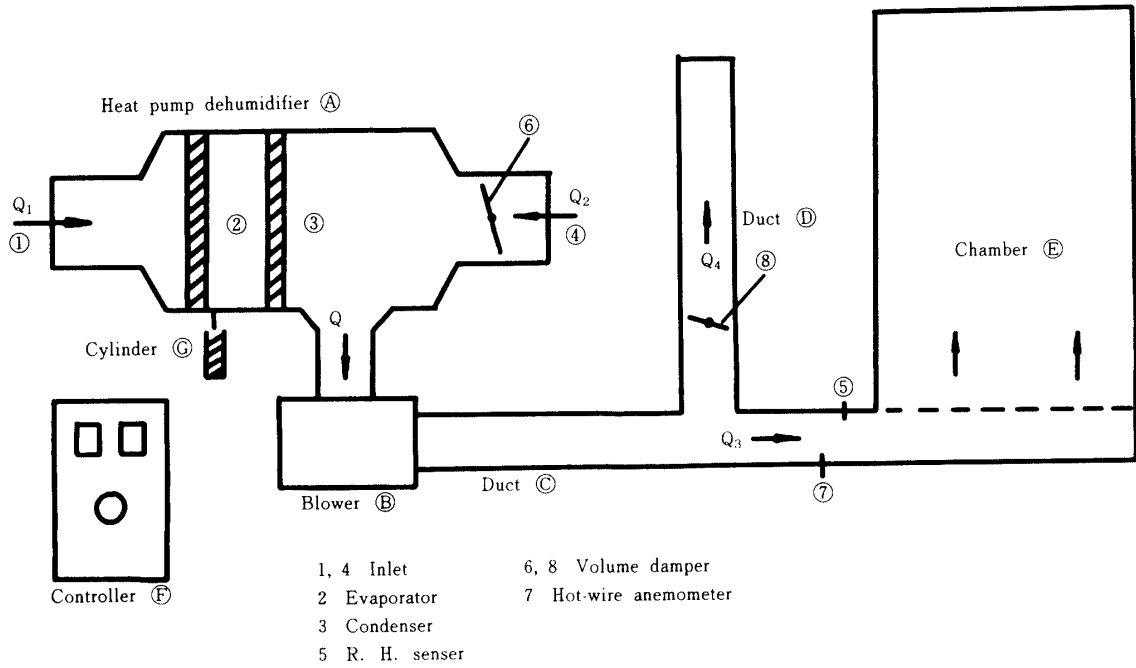 Heat pump dehumidifier Ⓐ
⑥
Q₁
①
②
③
Q₂
④
Duct Ⓓ
Q₄
⑧
Chamber Ⓔ
Q
Cylinder Ⓖ
⑤
Q₃
Duct Ⓒ
⑦
Blower Ⓑ
Controller Ⓕ
1, 4 Inlet
2 Evaporator
3 Condenser
5 R. H. senser
6, 8 Volume damper
7 Hot-wire anemometer